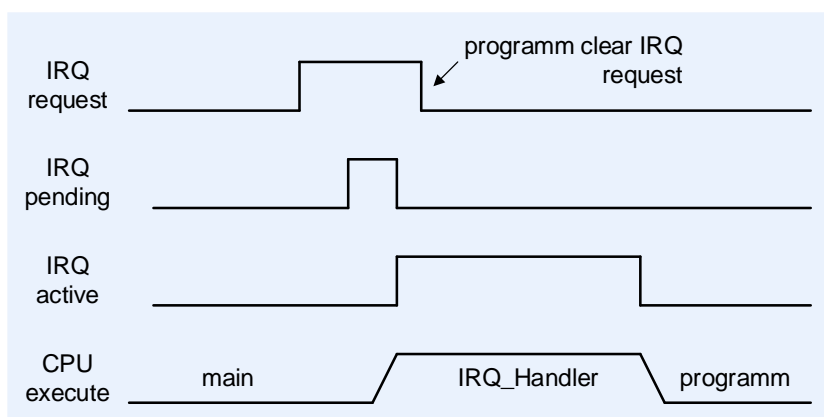 programm clear IRQ
request
IRQ
request
IRQ
pending
IRQ
active
CPU
execute
main
IRQ_Handler
programm